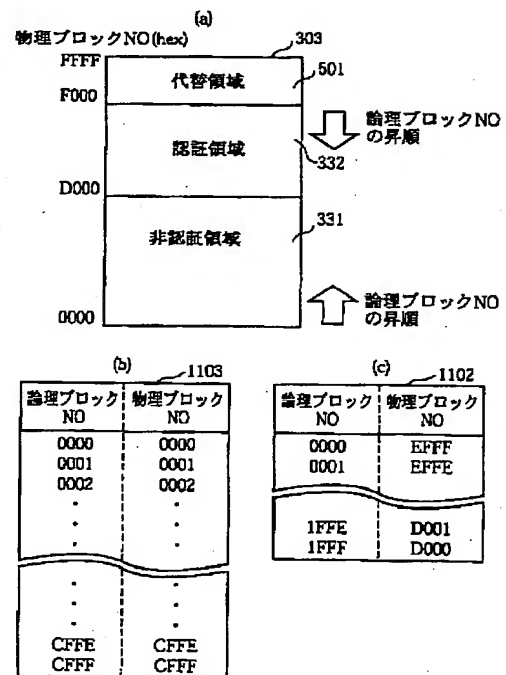 (a)
物理ブロックNO(hex)
303
FFFF
代替領域
501
F000
論理ブロックNO
の昇順
認証領域
332
D000
非認証領域
331
論理ブロックNO
の昇順
0000
(b)
1103
論理ブロック NO 物理ブロック NO
0000 0000
0001 0001
0002 0002
CFFE CFFE
CFFF CFFF
(c)
1102
論理ブロック NO 物理ブロック NO
0000 EFFF
0001 EFFE
1FFE D001
1FFF D000